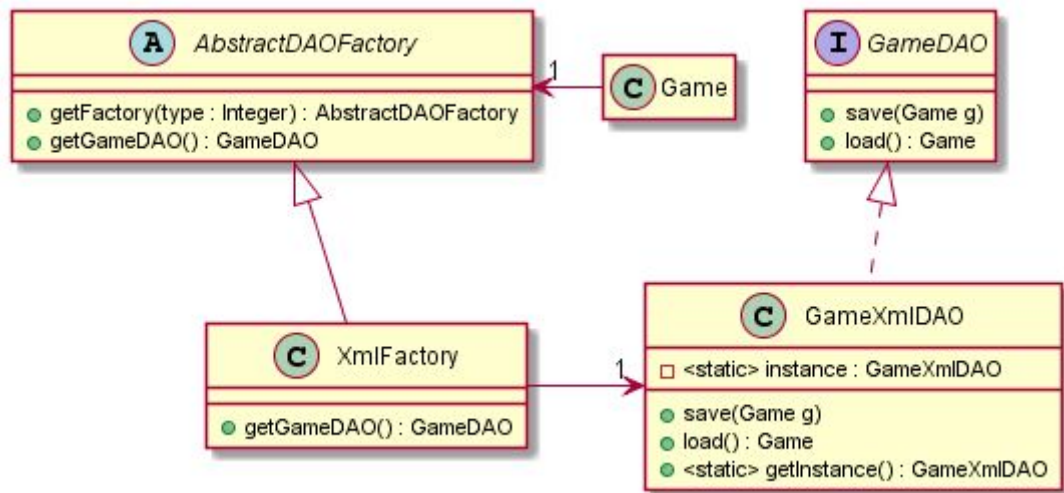 A AbstractDAOFactory
getFactory(type : Integer) : AbstractDAOFactory
getGameDAO() : GameDAO
1
C Game
I GameDAO
save(Game g)
load() : Game
C XmlFactory
getGameDAO() : GameDAO
1
C GameXmlDAO
<static> instance : GameXmlDAO
save(Game g)
load() : Game
<static> getInstance() : GameXmlDAO